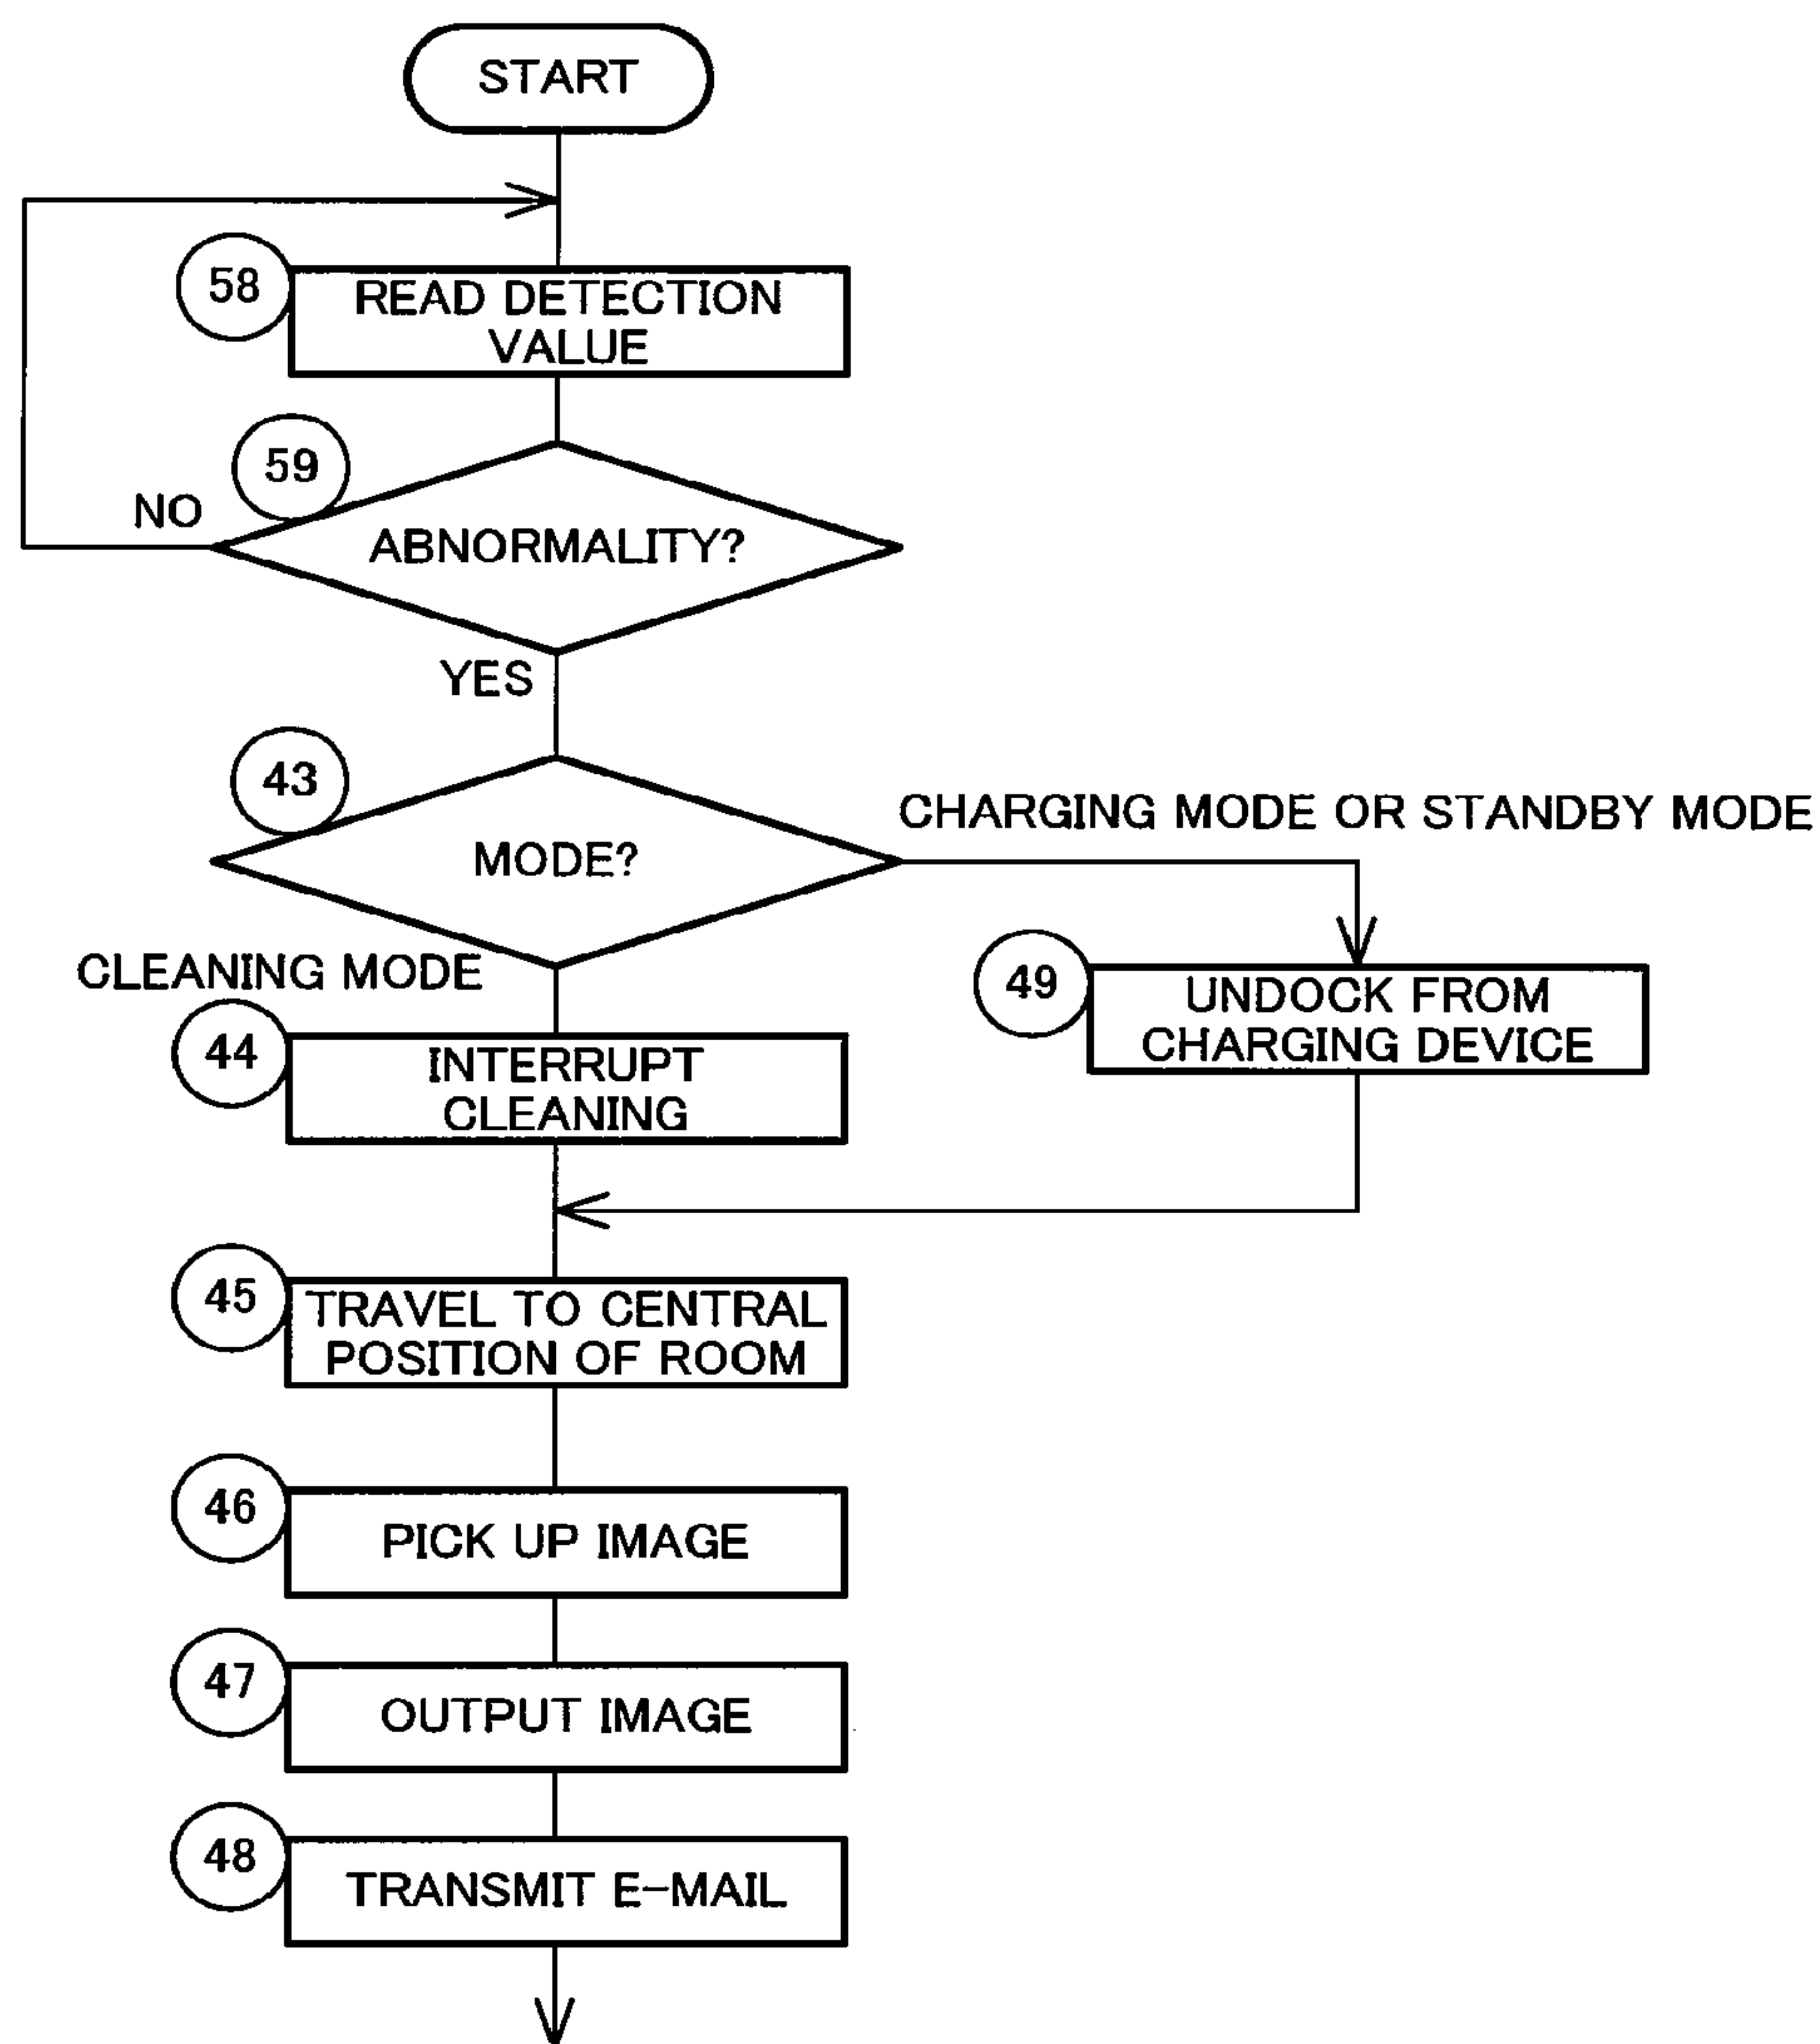 START
58
READ DETECTION
VALUE
59
NO
ABNORMALITY?
YES
43
CHARGING MODE OR STANDBY MODE
MODE?
CLEANING MODE
49
UNDOCK FROM
CHARGING DEVICE
44
INTERRUPT
CLEANING
45
TRAVEL TO CENTRAL
POSITION OF ROOM
46
PICK UP IMAGE
47
OUTPUT IMAGE
48
TRANSMIT E-MAIL